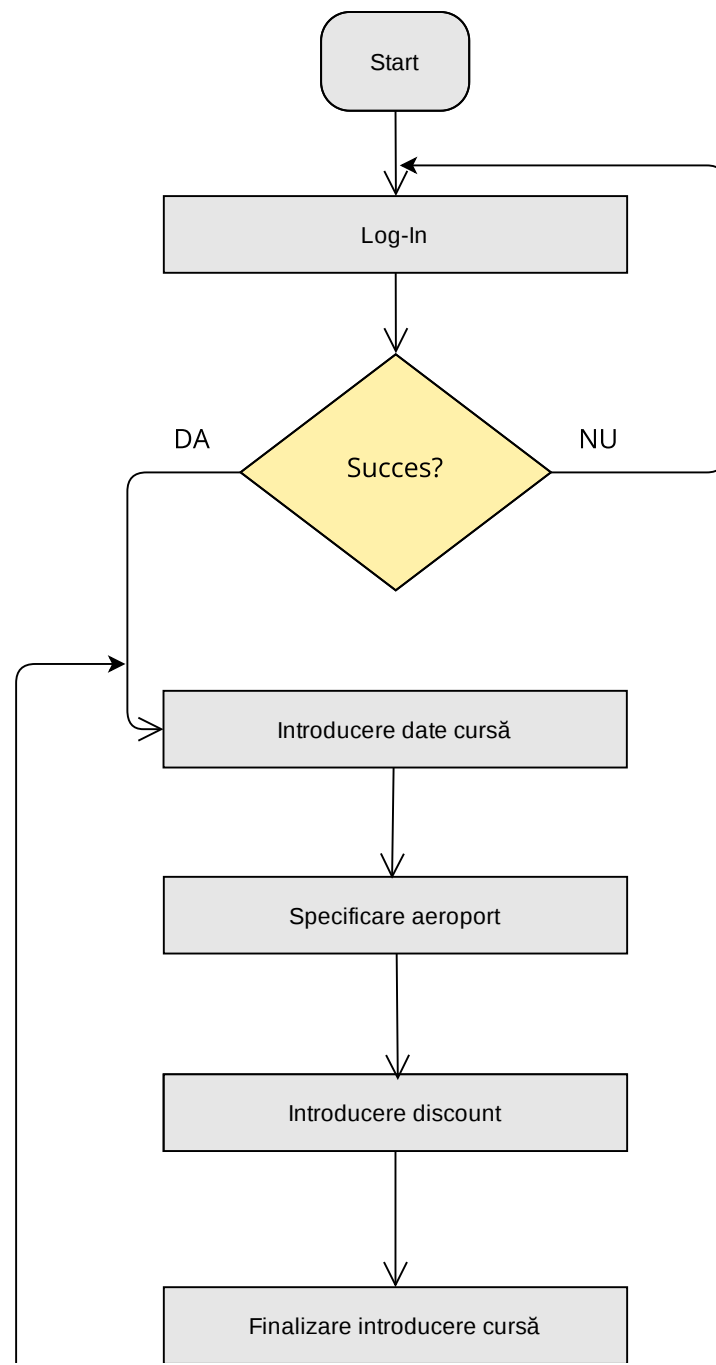 Start
Log-In
DA
NU
Succes?
Introducere date cursă
Specificare aeroport
Introducere discount
Finalizare introducere cursă